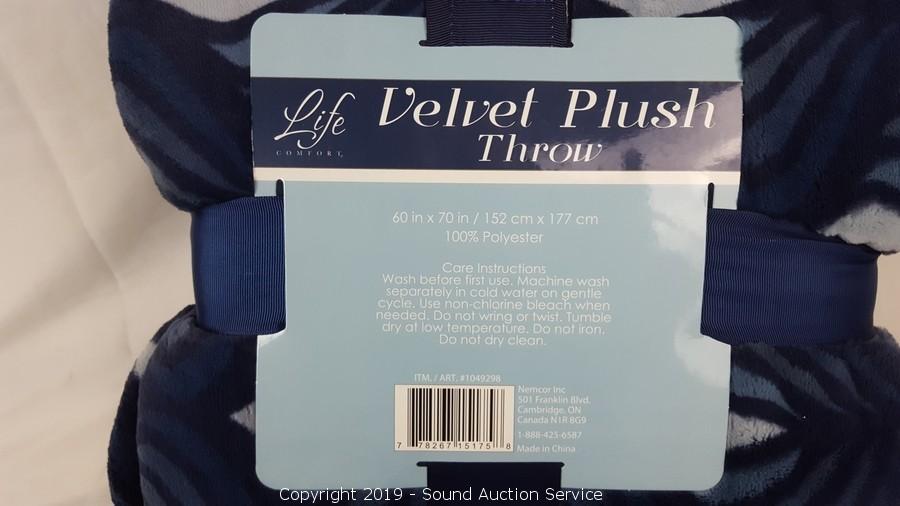 Life
COMFORT
Velvet Plush
Throw
60 in x 70 in / 152 cm x 177 cm
100% Polyester
Care Instructions
Wash before first use. Machine wash
separately in cold water on gentle
cycle. Use non-chlorine bleach when
needed. Do not wring or twist. Tumble
dry at low temperature. Do not iron.
Do not dry clean.
ITM. / ART. #1049298
7 78267 15175 8
Nemcor Inc
501 Franklin Blvd.
Cambridge, ON
Canada N1R 8G9
1-888-425-6587
Made in China
Copyright 2019 - Sound Auction Service